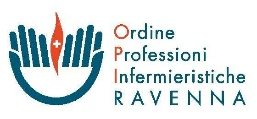 Ordine
Professioni
Infermieristiche
RAVENNA